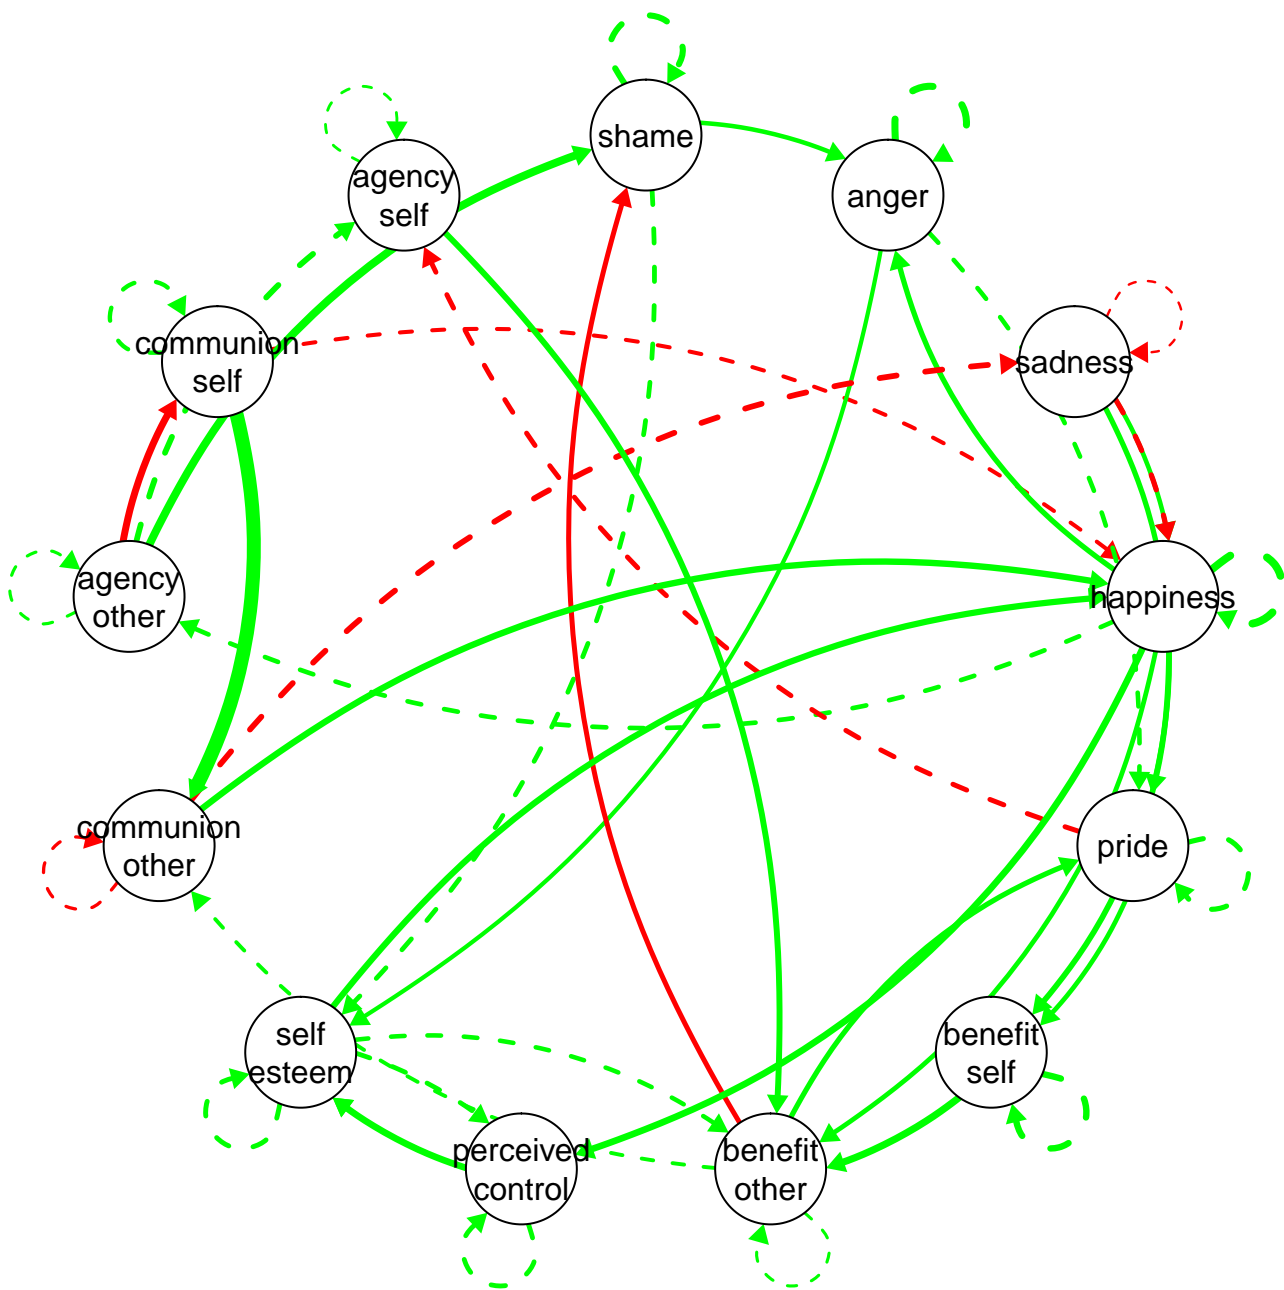 shame
agency
self
anger
communion
self
sadness
agency
other
happiness
communion
other
pride
self
esteem
benefit
self
perceived
control
benefit
other